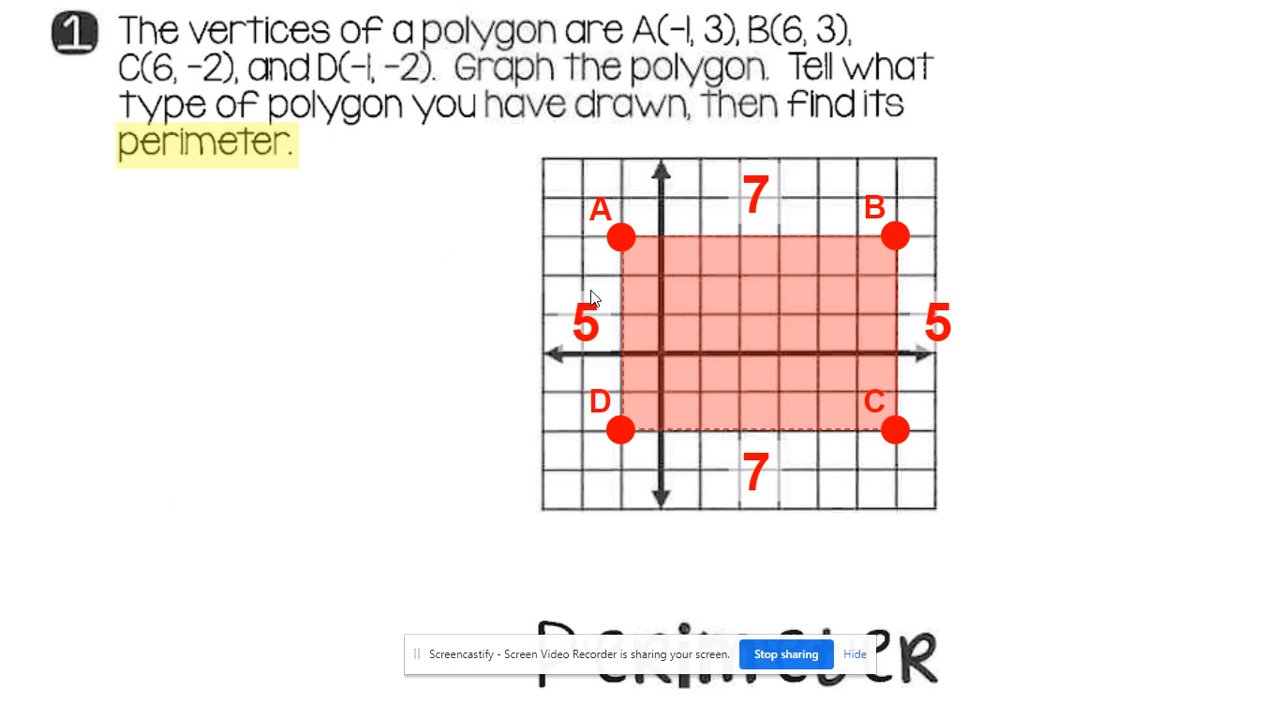 1 The vertices of a polygon are A(-1, 3), B(6, 3),
C(6, -2), and D(-1, -2). Graph the polygon. Tell what
type of polygon you have drawn, then find its
perimeter.
7
A B
5 5
D C
7
PERIMETER
Screencastify - Screen Video Recorder is sharing your screen. Stop sharing Hide